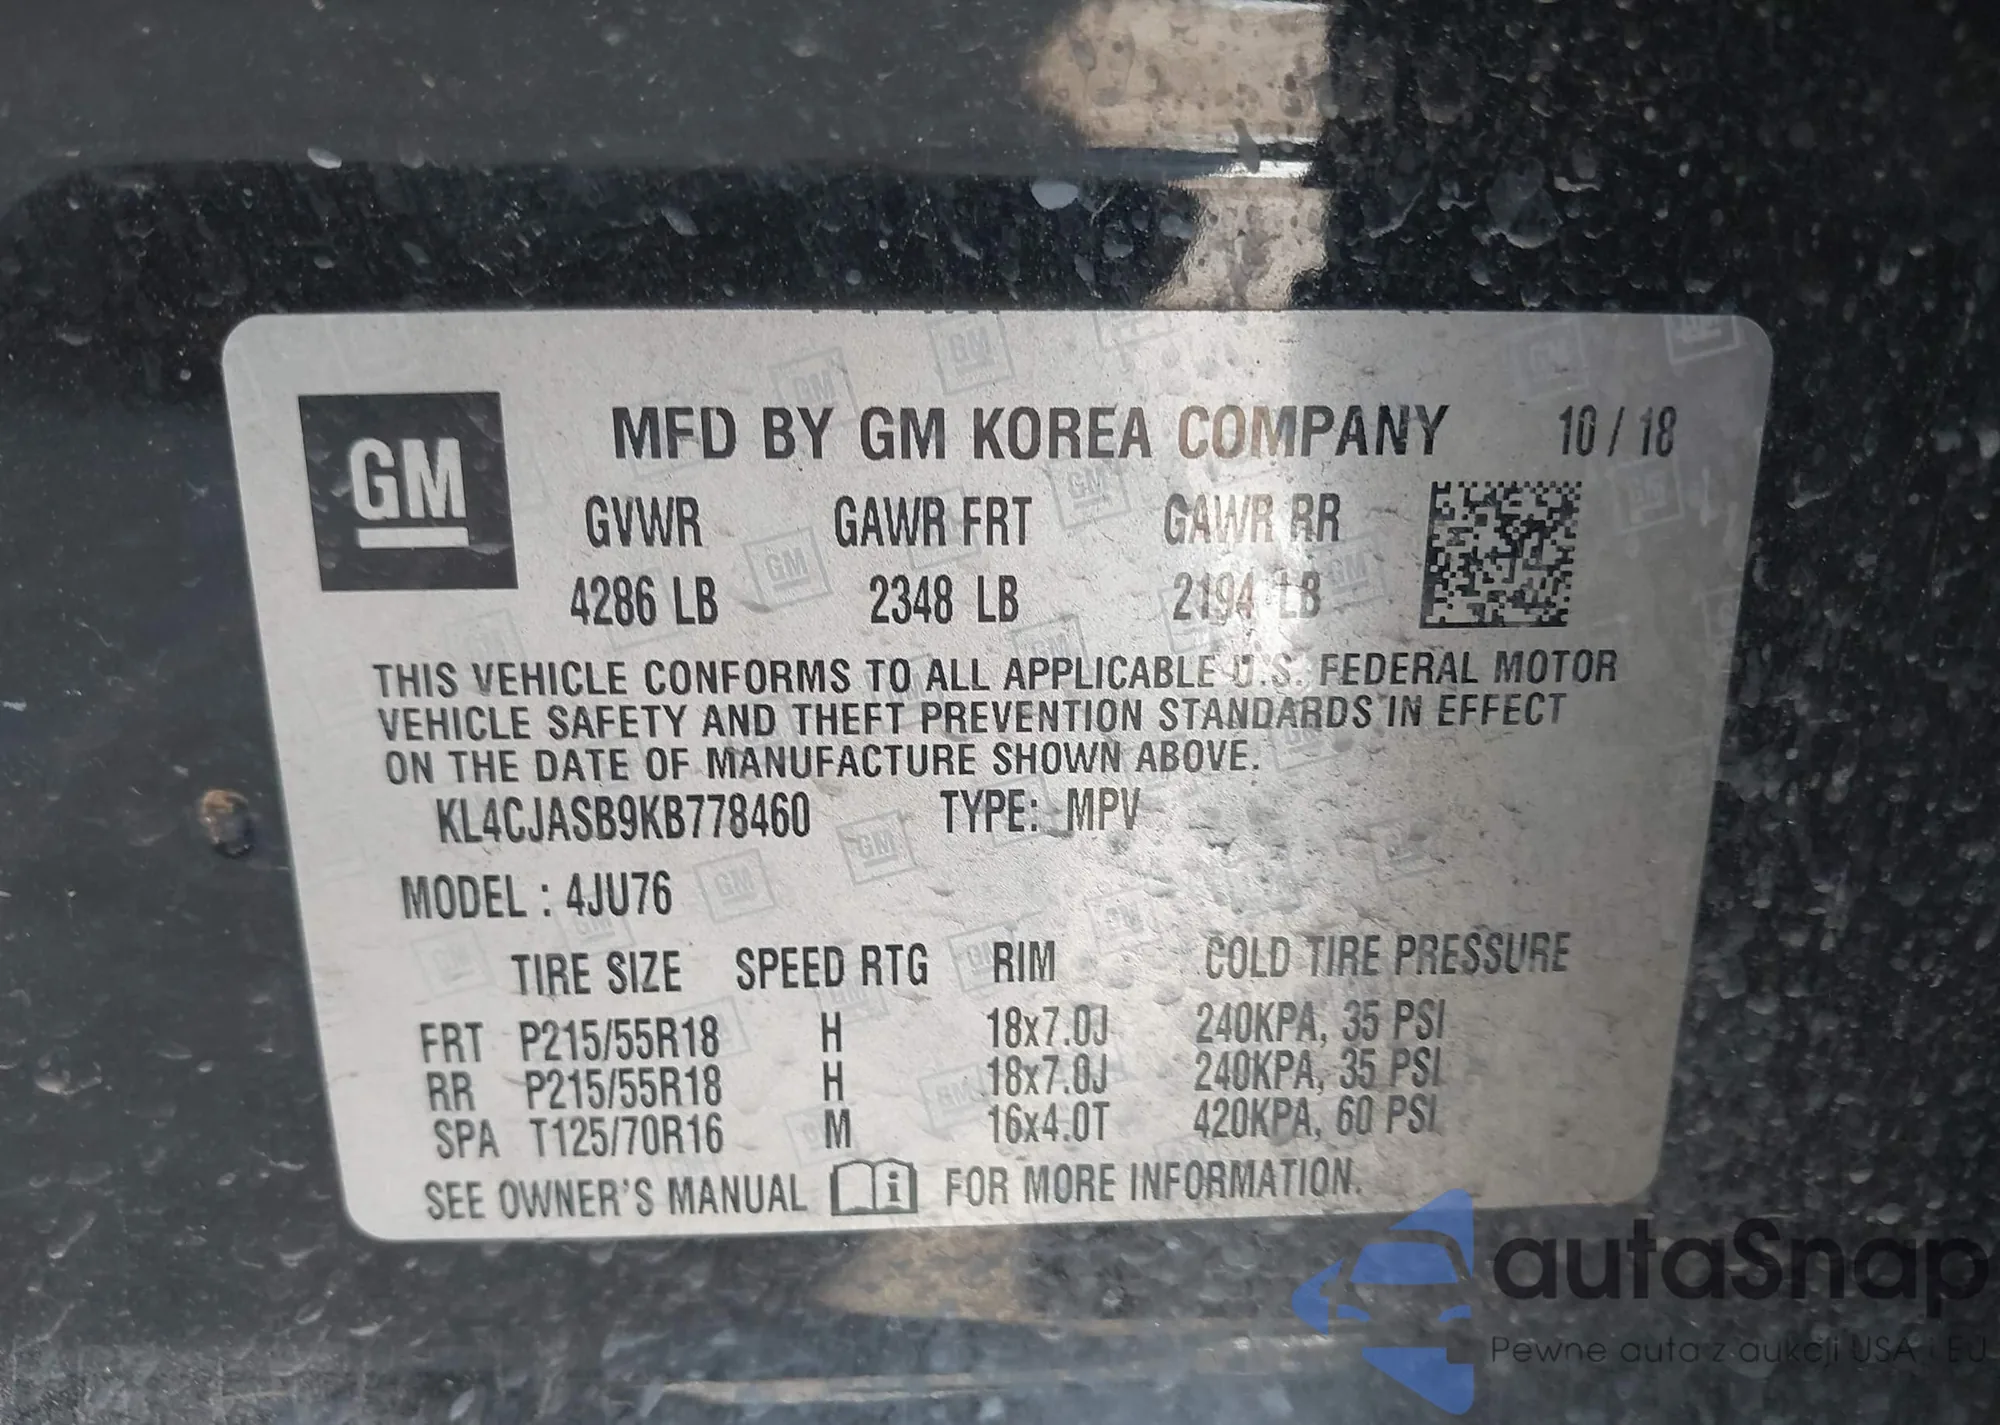 GM
MFD BY GM KOREA COMPANY 10 / 18
GVWR GAWR FRT GAWR RR
4286 LB 2348 LB 2194 LB
THIS VEHICLE CONFORMS TO ALL APPLICABLE U.S. FEDERAL MOTOR
VEHICLE SAFETY AND THEFT PREVENTION STANDARDS IN EFFECT
ON THE DATE OF MANUFACTURE SHOWN ABOVE.
KL4CJASB9KB778460 TYPE: MPV
MODEL : 4JU76
TIRE SIZE SPEED RTG RIM COLD TIRE PRESSURE
FRT P215/55R18 H 18x7.0J 240KPA, 35 PSI
RR P215/55R18 H 18x7.0J 240KPA, 35 PSI
SPA T125/70R16 M 16x4.0T 420KPA, 60 PSI
SEE OWNER'S MANUAL i FOR MORE INFORMATION.
autaSnap
Pewne auta z aukcji USA i EU